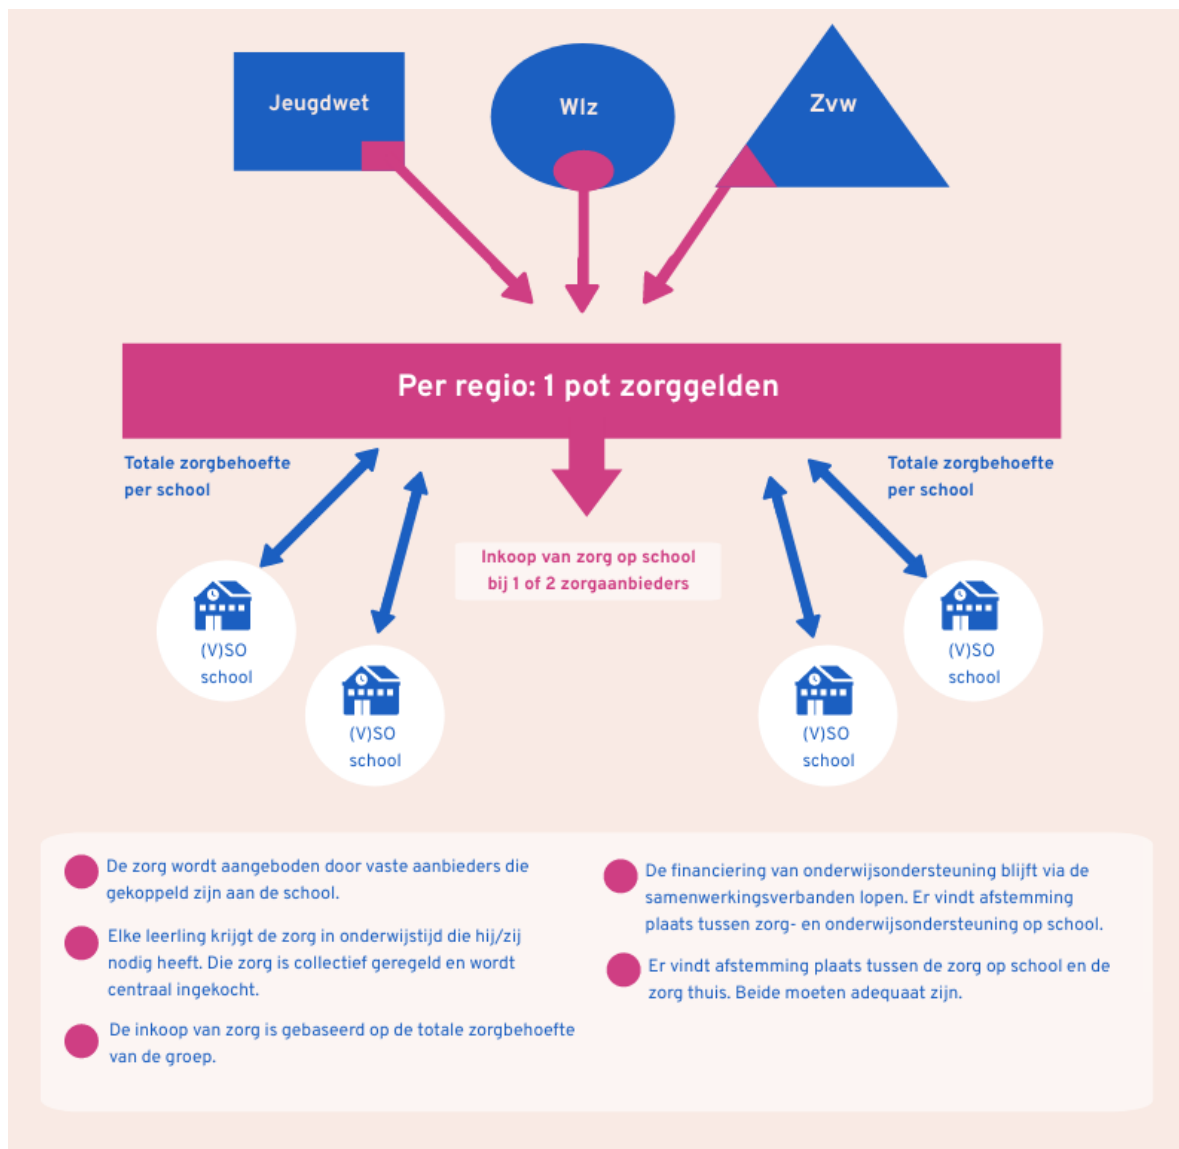 Jeugdwet
Wlz
Zvw
Per regio: 1 pot zorggelden
Totale zorgbehoefte
per school
Totale zorgbehoefte
per school
Inkoop van zorg op school
bij 1 of 2 zorgaanbieders
(V)SO
school
(V)SO
school
(V)SO
school
(V)SO
school
De zorg wordt aangeboden door vaste aanbieders die
gekoppeld zijn aan de school.
Elke leerling krijgt de zorg in onderwijstijd die hij/zij
nodig heeft. Die zorg is collectief geregeld en wordt
centraal ingekocht.
De inkoop van zorg is gebaseerd op de totale zorgbehoefte
van de groep.
De financiering van onderwijsondersteuning blijft via de
samenwerkingsverbanden lopen. Er vindt afstemming
plaats tussen zorg- en onderwijsondersteuning op school.
Er vindt afstemming plaats tussen de zorg op school en de
zorg thuis. Beide moeten adequaat zijn.